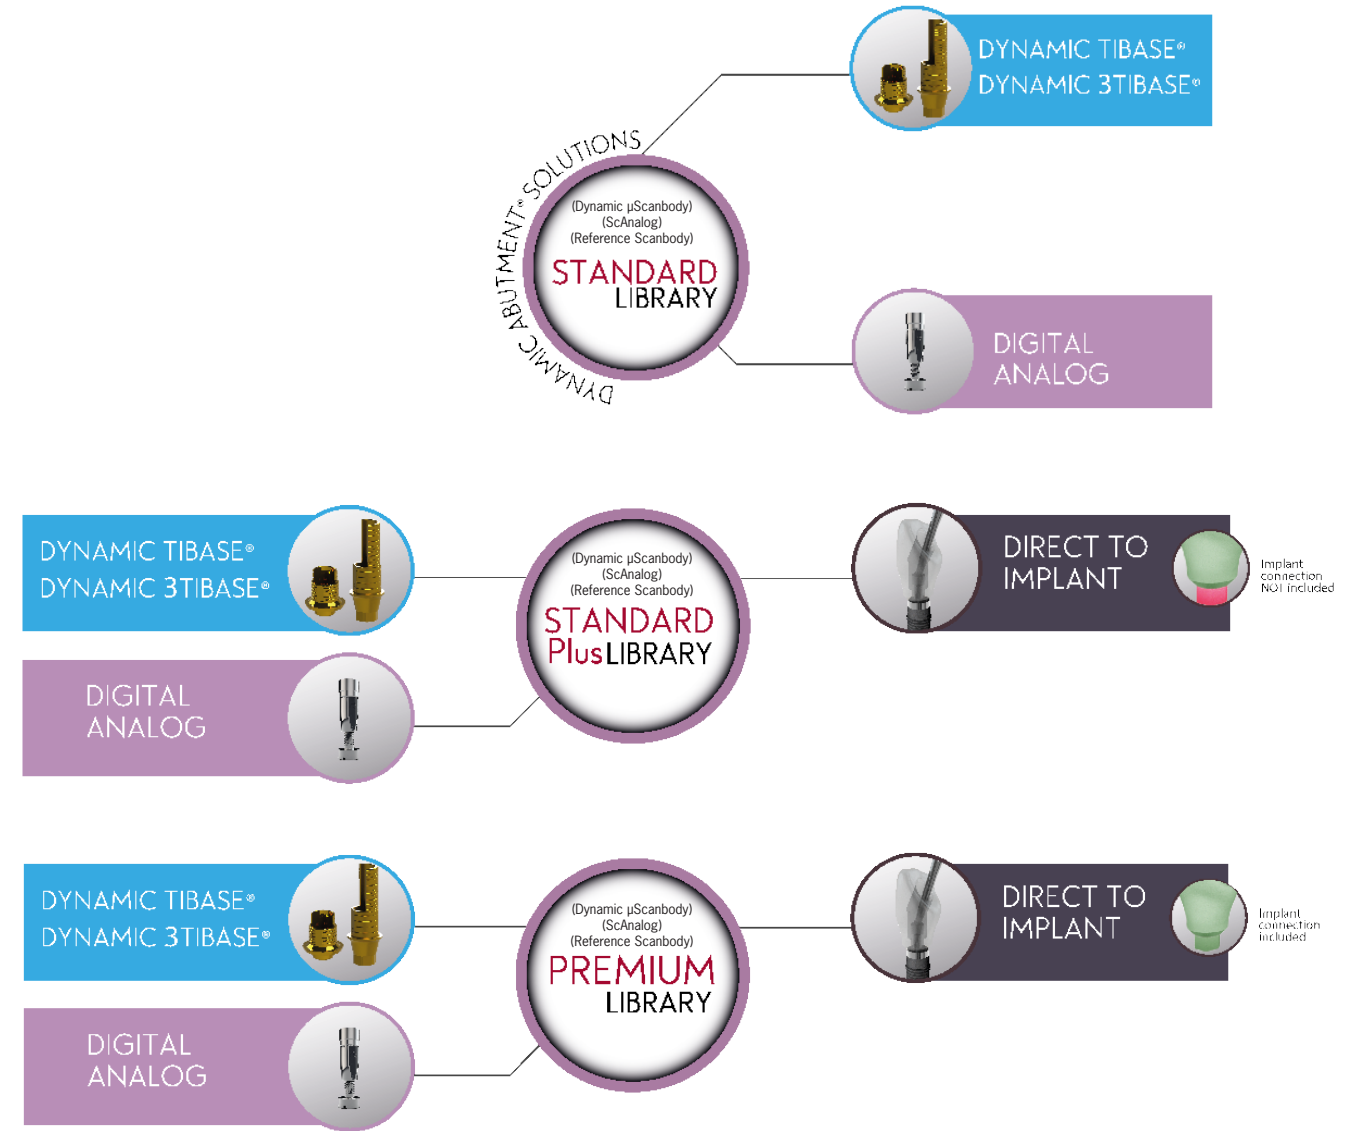 DYNAMIC TIBASE®
DYNAMIC 3TIBASE®
DYNAMIC ABUTMENT® SOLUTIONS
(Dynamic µScanbody)
(ScAnalog)
(Reference Scanbody)
STANDARD
LIBRARY
DIGITAL
ANALOG
DYNAMIC TIBASE®
DYNAMIC 3TIBASE®
DIGITAL
ANALOG
(Dynamic µScanbody)
(ScAnalog)
(Reference Scanbody)
STANDARD
Plus LIBRARY
DIRECT TO
IMPLANT
Implant
connection
NOT included
DYNAMIC TIBASE®
DYNAMIC 3TIBASE®
DIGITAL
ANALOG
(Dynamic µScanbody)
(ScAnalog)
(Reference Scanbody)
PREMIUM
LIBRARY
DIRECT TO
IMPLANT
Implant
connection
included